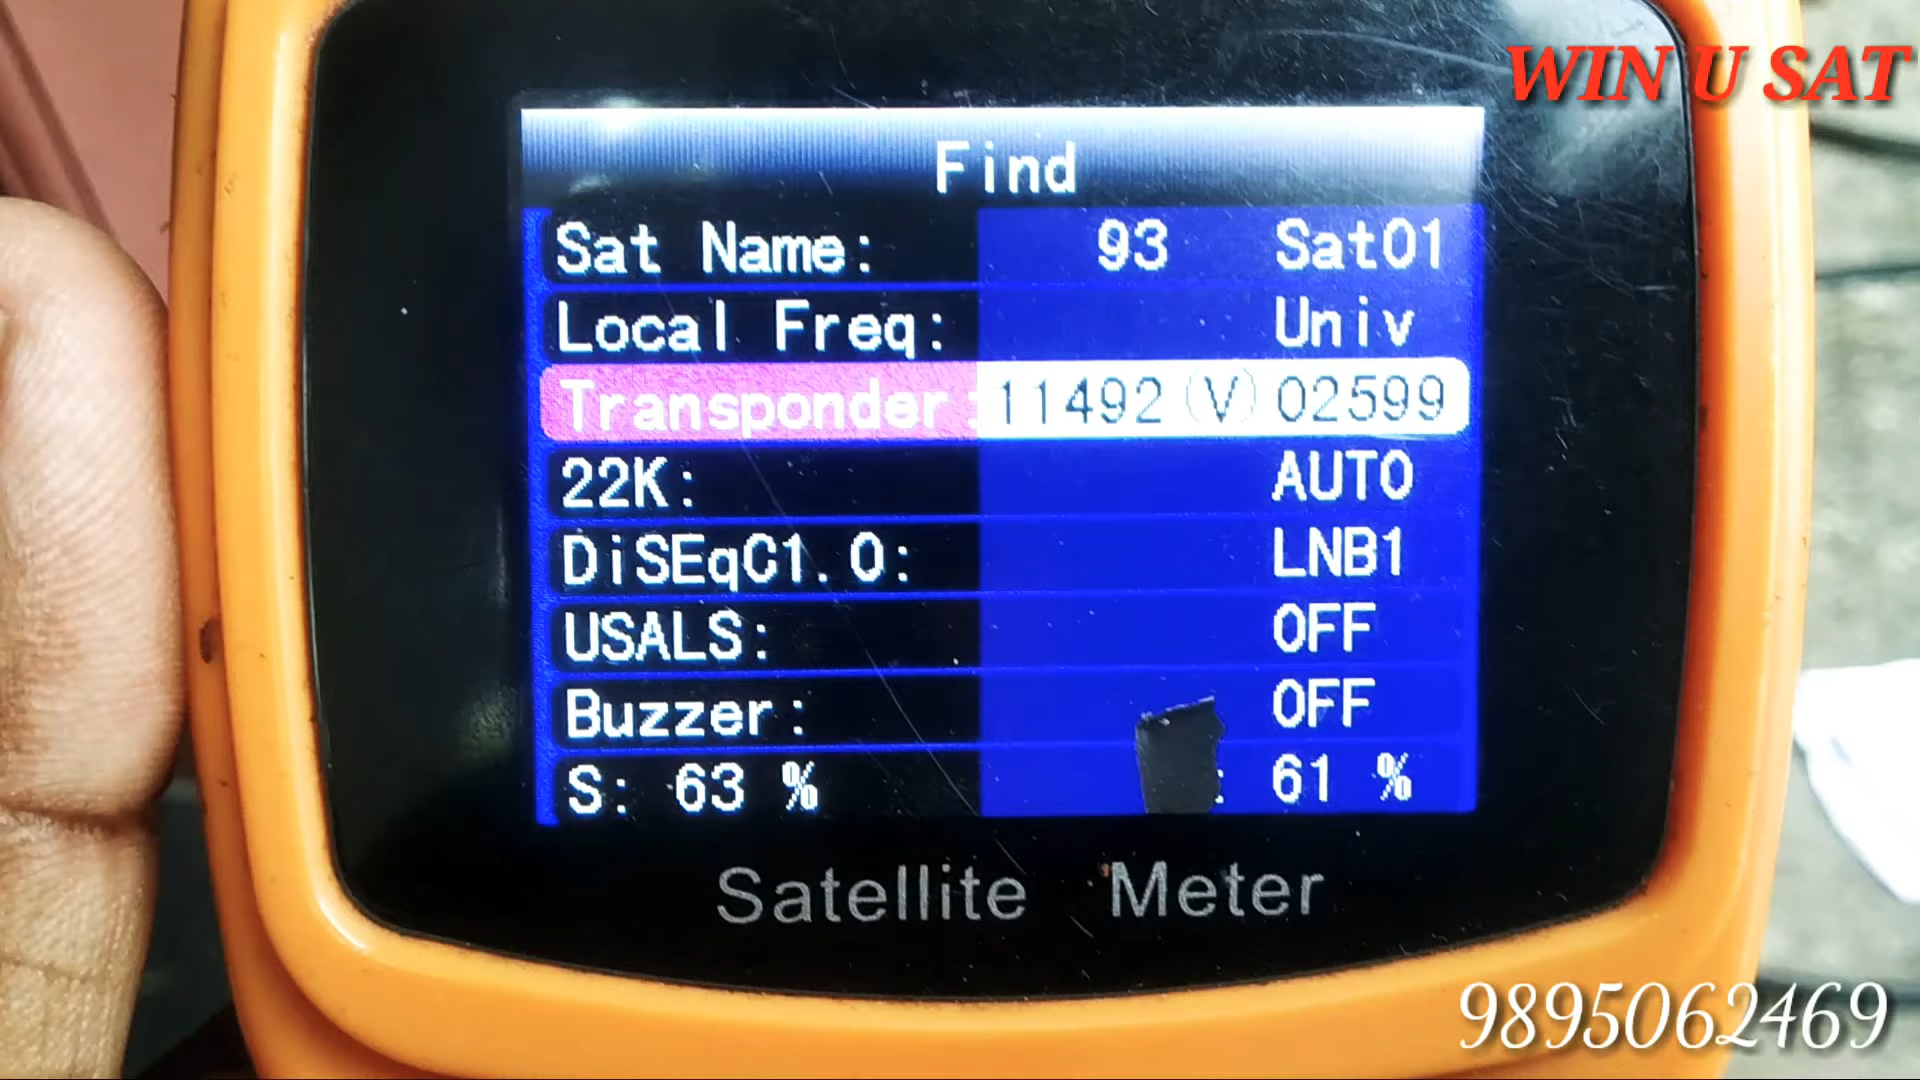 WIN U SAT
Find
Sat Name: 93 Sat01
Local Freq: Univ
Transponder: 11492 (V) 02599
22K: AUTO
DiSEqC1.0: LNB1
USALS: OFF
Buzzer: OFF
S: 63 % : 61 %
Satellite Meter
9895062469